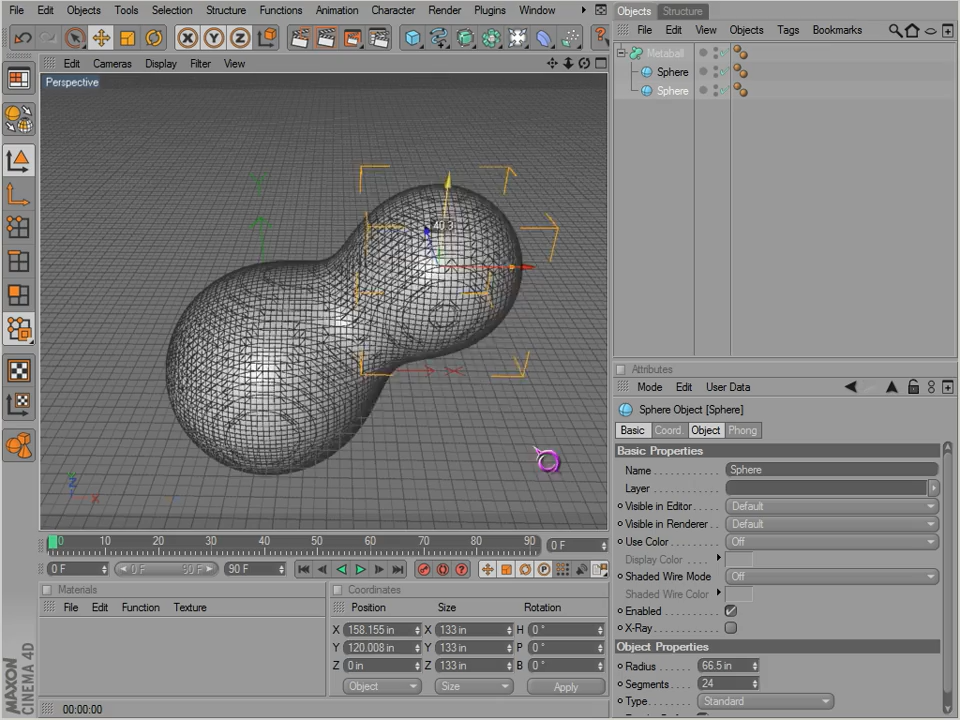 File Edit Objects Tools Selection Structure Functions Animation Character Render Plugins Window
Objects Structure
File Edit View Objects Tags Bookmarks
Edit Cameras Display Filter View
Perspective
Metaball
Sphere
Sphere
X Y Z
Attributes
Mode Edit User Data
Sphere Object [Sphere]
Basic Coord. Object Phong
Basic Properties
Name Sphere
Layer
Visible in Editor Default
Visible in Renderer Default
Use Color Off
Display Color
Shaded Wire Mode Off
Shaded Wire Color
Enabled
X-Ray
Object Properties
Radius 66.5 in
Segments 24
Type Standard
Z
X
0 10 20 30 40 50 60 70 80 90 0 F
0 F 0 F 90 F 90 F
Materials
File Edit Function Texture
Coordinates
Position Size Rotation
X 158.155 in X 133 in H 0 °
Y 120.008 in Y 133 in P 0 °
Z 0 in Z 133 in B 0 °
Object Size Apply
MAXON
CINEMA 4D
00:00:00